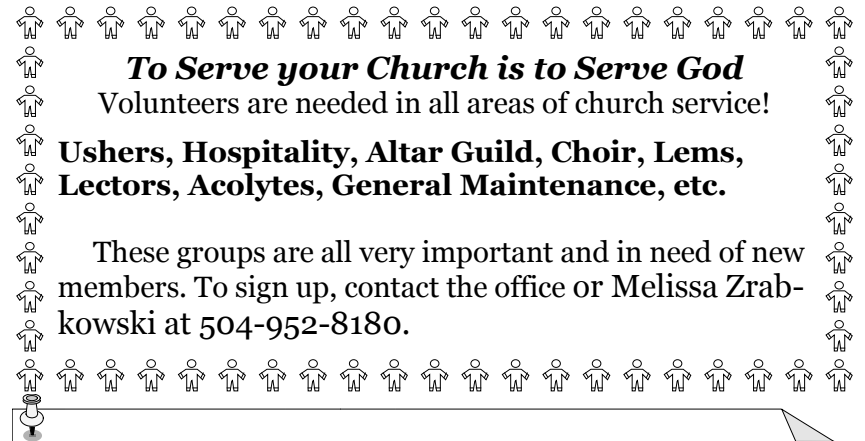 To Serve your Church is to Serve God
Volunteers are needed in all areas of church service!
Ushers, Hospitality, Altar Guild, Choir, Lems,
Lectors, Acolytes, General Maintenance, etc.
These groups are all very important and in need of new
members. To sign up, contact the office or Melissa Zrab-
kowski at 504-952-8180.